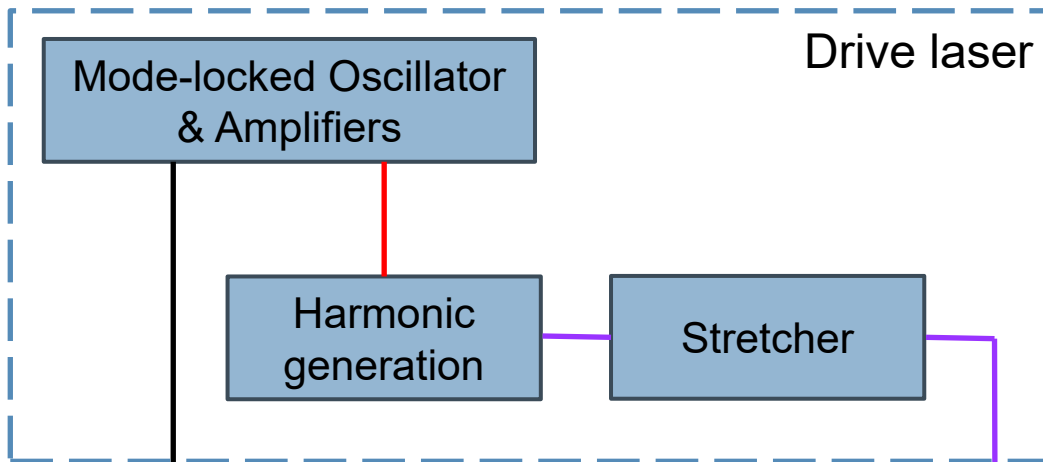 Drive laser
Mode-locked Oscillator
& Amplifiers
Harmonic
generation
Stretcher